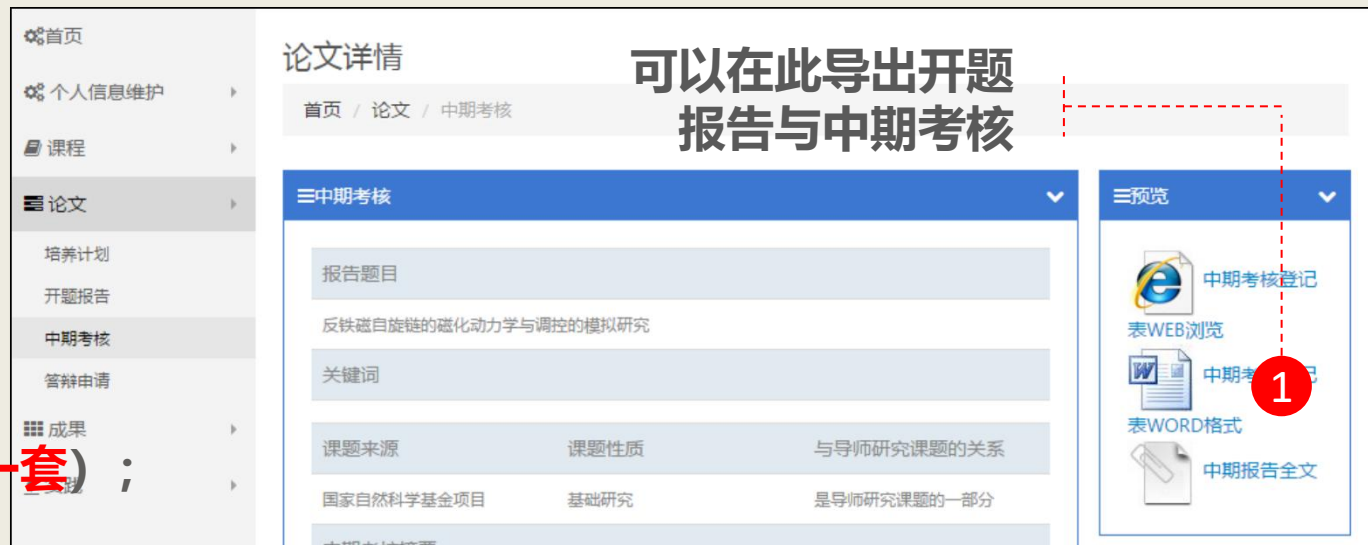 首页
个人信息维护
课程
论文
培养计划
开题报告
中期考核
答辩申请
成果
套）；
论文详情
首页 / 论文 / 中期考核
可以在此导出开题
报告与中期考核
中期考核
报告题目
反铁磁自旋链的磁化动力学与调控的模拟研究
关键词
课题来源 课题性质 与导师研究课题的关系
国家自然科学基金项目 基础研究 是导师研究课题的一部分
预览
中期考核登记
表WEB浏览
中期考
1
表WORD格式
中期报告全文